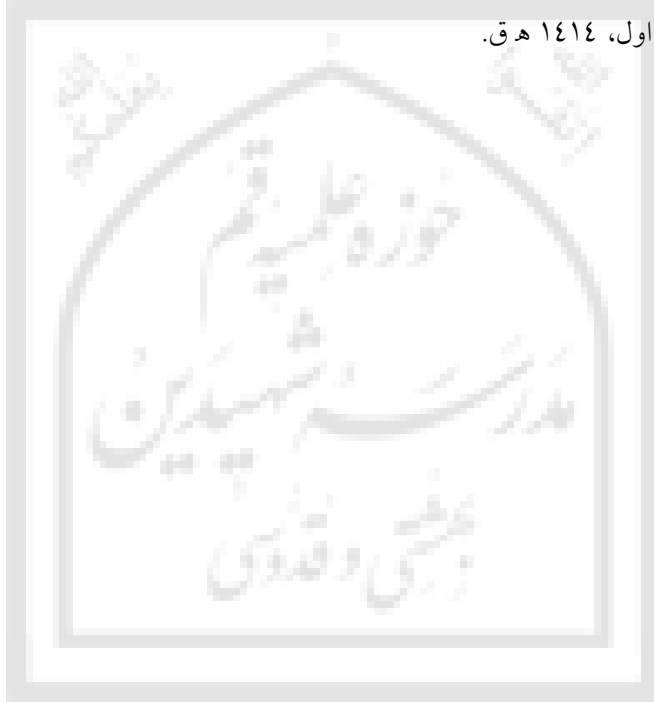 اول، ١٤١٤ ه ق.
حوزه علمیه قم
مدرسه شهیدین
بهشتی و قدوسی